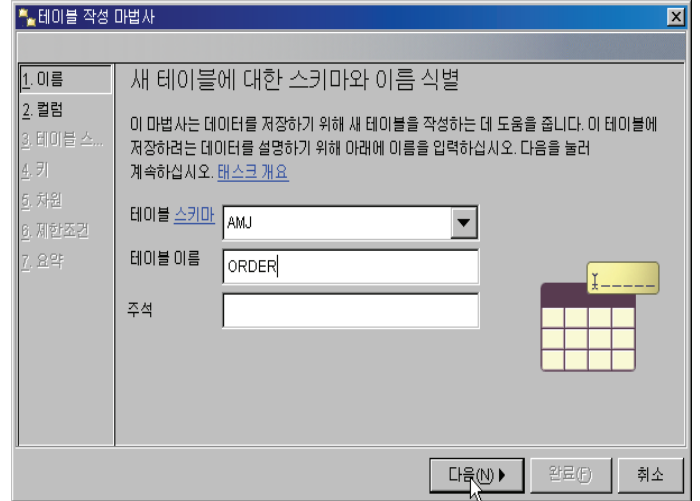 테이블 작성 마법사
1. 이름
2. 컬럼
3. 테이블 스...
4. 키
5. 차원
6. 제한조건
7. 요약
새 테이블에 대한 스키마와 이름 식별
이 마법사는 데이터를 저장하기 위해 새 테이블을 작성하는 데 도움을 줍니다. 이 테이블에
저장하려는 데이터를 설명하기 위해 아래에 이름을 입력하십시오. 다음을 눌러
계속하십시오. 태스크 개요
테이블 스키마 AMJ
테이블 이름 ORDER
주석
다음(N) 완료(F) 취소